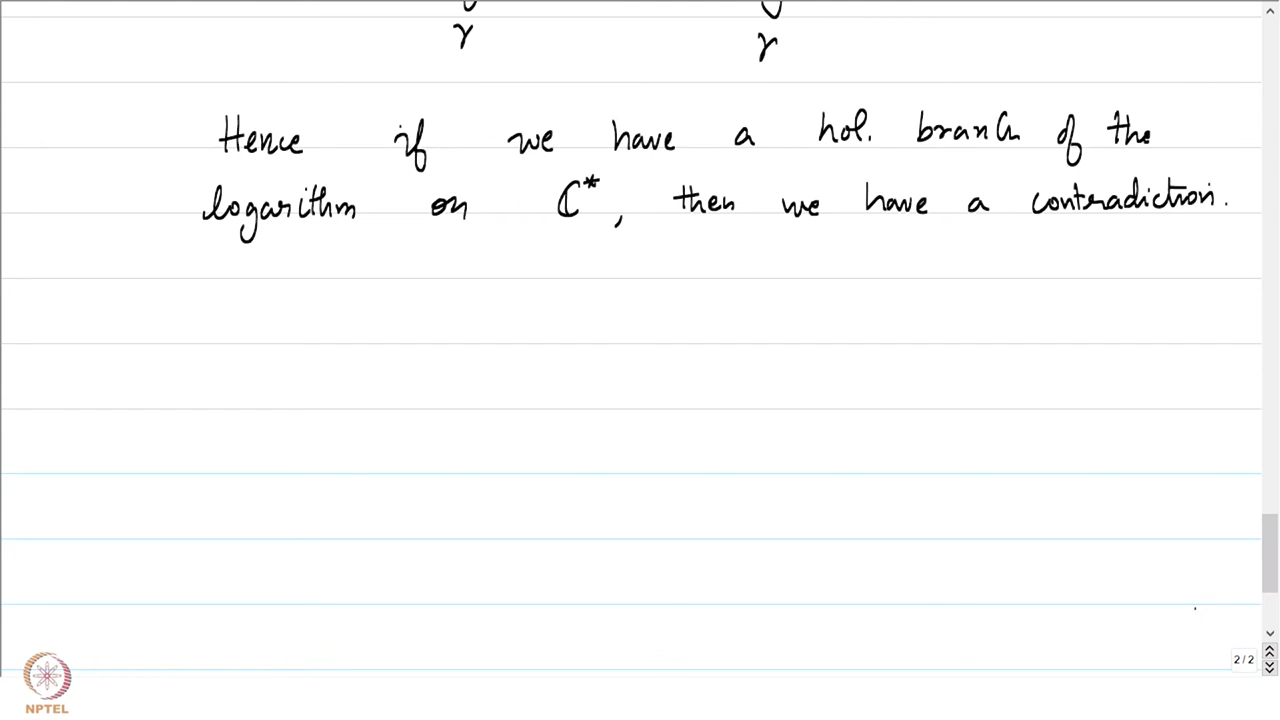 γ γ
Hence if we have a hol. branch of the
logarithm on ℂ*, then we have a contradiction.
2 / 2
NPTEL